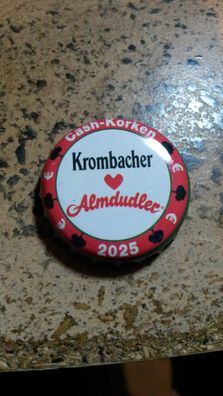 Cash-Korken
Krombacher
Almdudler
€ €
€ €
2025